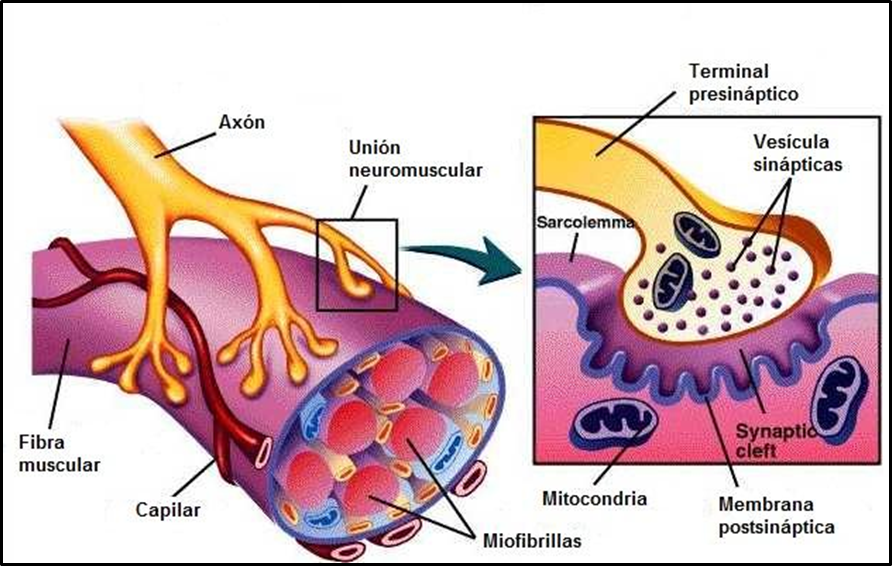 Axón
Unión
neuromuscular
Terminal
presináptico
Vesícula
sinápticas
Sarcolemma
Fibra
muscular
Capilar
Miofibrillas
Mitocondria
Synaptic
cleft
Membrana
postsináptica